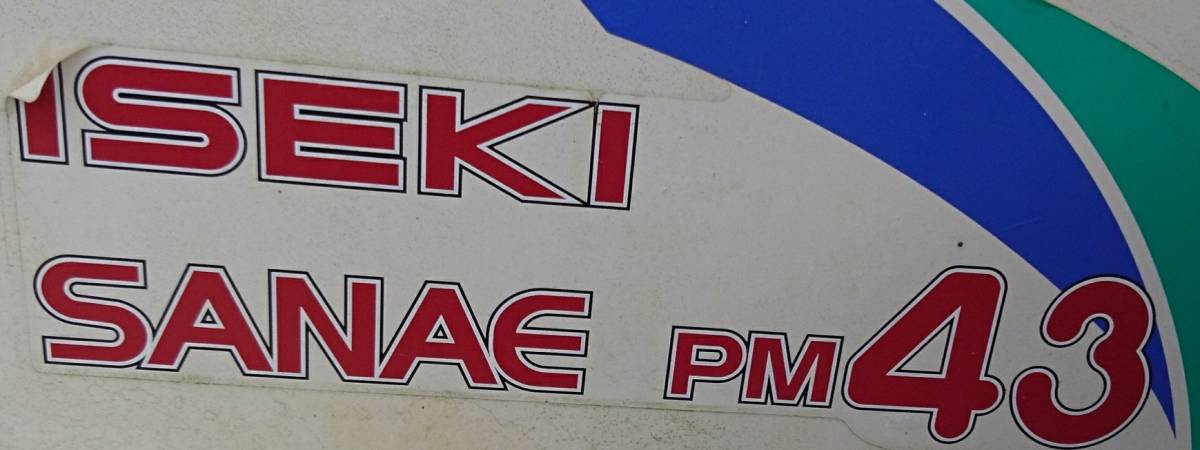 ISEKI
SANAE PM43